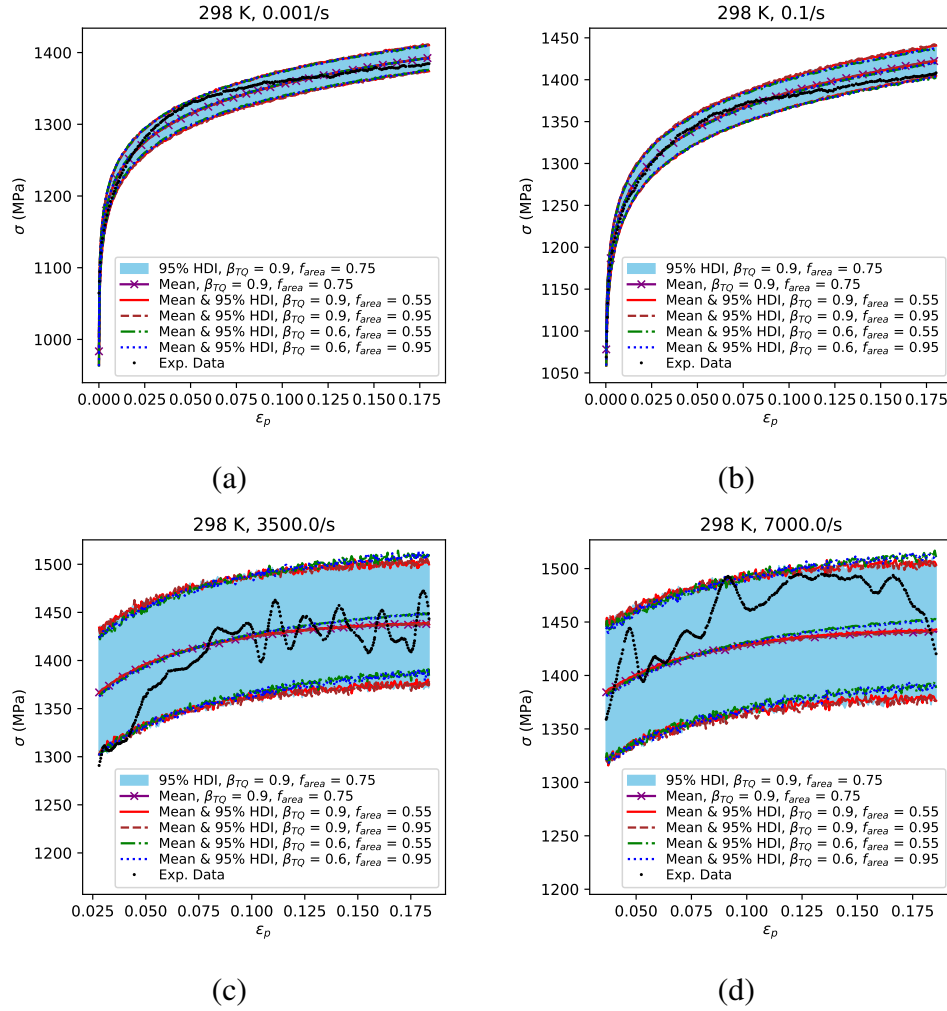 298 K, 0.001/s
1400
1300
1200
1100
1000
σ (MPa)
95% HDI, β_TQ = 0.9, f_area = 0.75
Mean, β_TQ = 0.9, f_area = 0.75
Mean & 95% HDI, β_TQ = 0.9, f_area = 0.55
Mean & 95% HDI, β_TQ = 0.9, f_area = 0.95
Mean & 95% HDI, β_TQ = 0.6, f_area = 0.55
Mean & 95% HDI, β_TQ = 0.6, f_area = 0.95
Exp. Data
0.000 0.025 0.050 0.075 0.100 0.125 0.150 0.175
ε_p
(a)
298 K, 0.1/s
1450
1400
1350
1300
1250
1200
1150
1100
1050
σ (MPa)
95% HDI, β_TQ = 0.9, f_area = 0.75
Mean, β_TQ = 0.9, f_area = 0.75
Mean & 95% HDI, β_TQ = 0.9, f_area = 0.55
Mean & 95% HDI, β_TQ = 0.9, f_area = 0.95
Mean & 95% HDI, β_TQ = 0.6, f_area = 0.55
Mean & 95% HDI, β_TQ = 0.6, f_area = 0.95
Exp. Data
0.000 0.025 0.050 0.075 0.100 0.125 0.150 0.175
ε_p
(b)
298 K, 3500.0/s
1500
1450
1400
1350
1300
1250
1200
σ (MPa)
95% HDI, β_TQ = 0.9, f_area = 0.75
Mean, β_TQ = 0.9, f_area = 0.75
Mean & 95% HDI, β_TQ = 0.9, f_area = 0.55
Mean & 95% HDI, β_TQ = 0.9, f_area = 0.95
Mean & 95% HDI, β_TQ = 0.6, f_area = 0.55
Mean & 95% HDI, β_TQ = 0.6, f_area = 0.95
Exp. Data
0.025 0.050 0.075 0.100 0.125 0.150 0.175
ε_p
(c)
298 K, 7000.0/s
1500
1450
1400
1350
1300
1250
1200
σ (MPa)
95% HDI, β_TQ = 0.9, f_area = 0.75
Mean, β_TQ = 0.9, f_area = 0.75
Mean & 95% HDI, β_TQ = 0.9, f_area = 0.55
Mean & 95% HDI, β_TQ = 0.9, f_area = 0.95
Mean & 95% HDI, β_TQ = 0.6, f_area = 0.55
Mean & 95% HDI, β_TQ = 0.6, f_area = 0.95
Exp. Data
0.050 0.075 0.100 0.125 0.150 0.175
ε_p
(d)